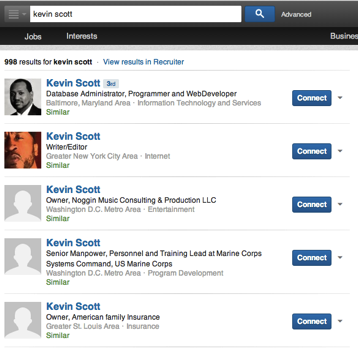 kevin scott
Advanced
Jobs
Interests
Busines
998 results for kevin scott · View results in Recruiter
Kevin Scott 3rd
Database Administrator, Programmer and WebDeveloper
Baltimore, Maryland Area · Information Technology and Services
Similar
Connect
Kevin Scott
Writer/Editor
Greater New York City Area · Internet
Similar
Connect
Kevin Scott
Owner, Noggin Music Consulting & Production LLC
Washington D.C. Metro Area · Entertainment
Similar
Connect
Kevin Scott
Senior Manpower, Personnel and Training Lead at Marine Corps
Systems Command, US Marine Corps
Washington D.C. Metro Area · Program Development
Similar
Connect
Kevin Scott
Owner, American family Insurance
Greater St. Louis Area · Insurance
Similar
Connect